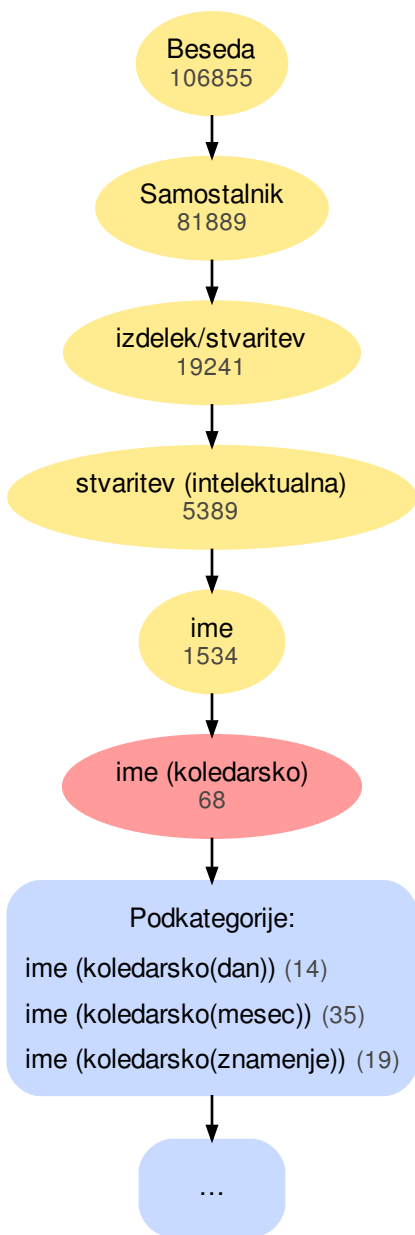 Beseda
106855
Samostalnik
81889
izdelek/stvaritev
19241
stvaritev (intelektualna)
5389
ime
1534
ime (koledarsko)
68
Podkategorije:
ime (koledarsko(dan)) (14)
ime (koledarsko(mesec)) (35)
ime (koledarsko(znamenje)) (19)
...